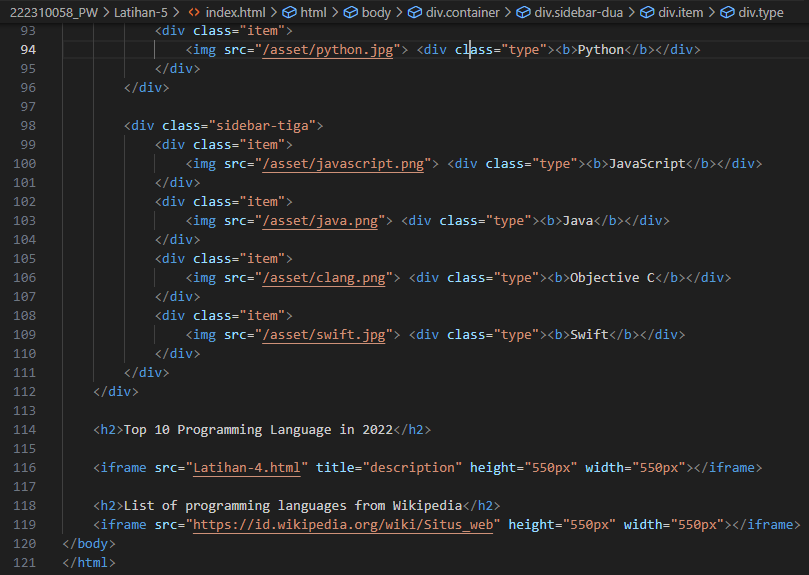 222310058_PW > Latihan-5 > <> index.html > html > body > div.container > div.sidebar-dua > div.item > div.type
93 <div class="item">
94 <img src="/asset/python.jpg"> <div class="type"><b>Python</b></div>
95 </div>
96 </div>
97
98 <div class="sidebar-tiga">
99 <div class="item">
100 <img src="/asset/javascript.png"> <div class="type"><b>JavaScript</b></div>
101 </div>
102 <div class="item">
103 <img src="/asset/java.png"> <div class="type"><b>Java</b></div>
104 </div>
105 <div class="item">
106 <img src="/asset/clang.png"> <div class="type"><b>Objective C</b></div>
107 </div>
108 <div class="item">
109 <img src="/asset/swift.jpg"> <div class="type"><b>Swift</b></div>
110 </div>
111 </div>
112 </div>
113
114 <h2>Top 10 Programming Language in 2022</h2>
115
116 <iframe src="Latihan-4.html" title="description" height="550px" width="550px"></iframe>
117
118 <h2>List of programming languages from Wikipedia</h2>
119 <iframe src="https://id.wikipedia.org/wiki/Situs_web" height="550px" width="550px"></iframe>
120 </body>
121 </html>